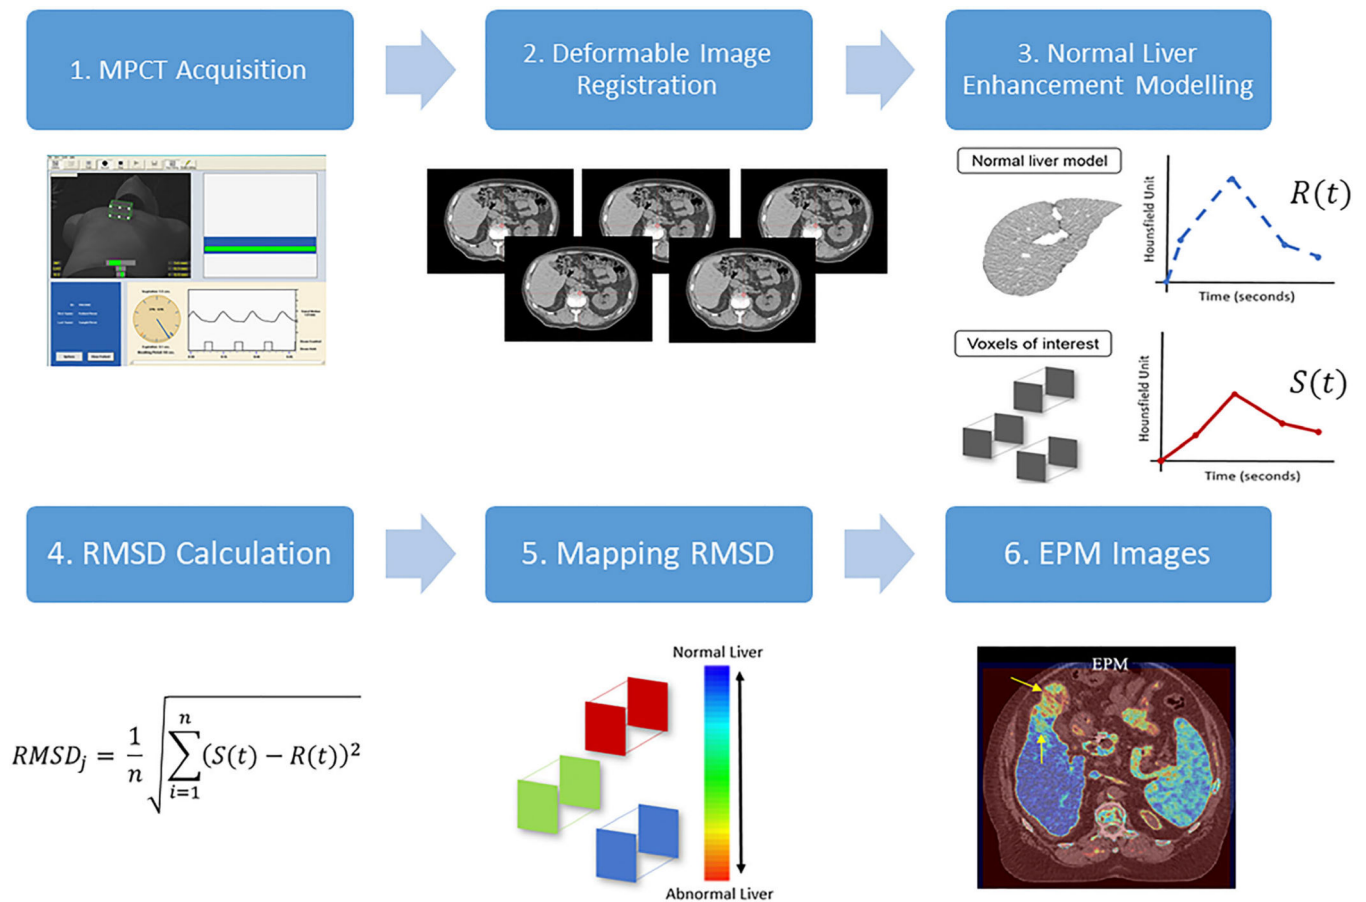 1. MPCT Acquisition
2. Deformable Image
Registration
3. Normal Liver
Enhancement Modelling
Normal liver model
Hounsfield Unit
R(t)
Time (seconds)
Voxels of interest
Hounsfield Unit
S(t)
Time (seconds)
4. RMSD Calculation
5. Mapping RMSD
6. EPM Images
RMSD_j = 1/n √ ∑_{i=1}^{n} (S(t) − R(t))²
Normal Liver
Abnormal Liver
EPM